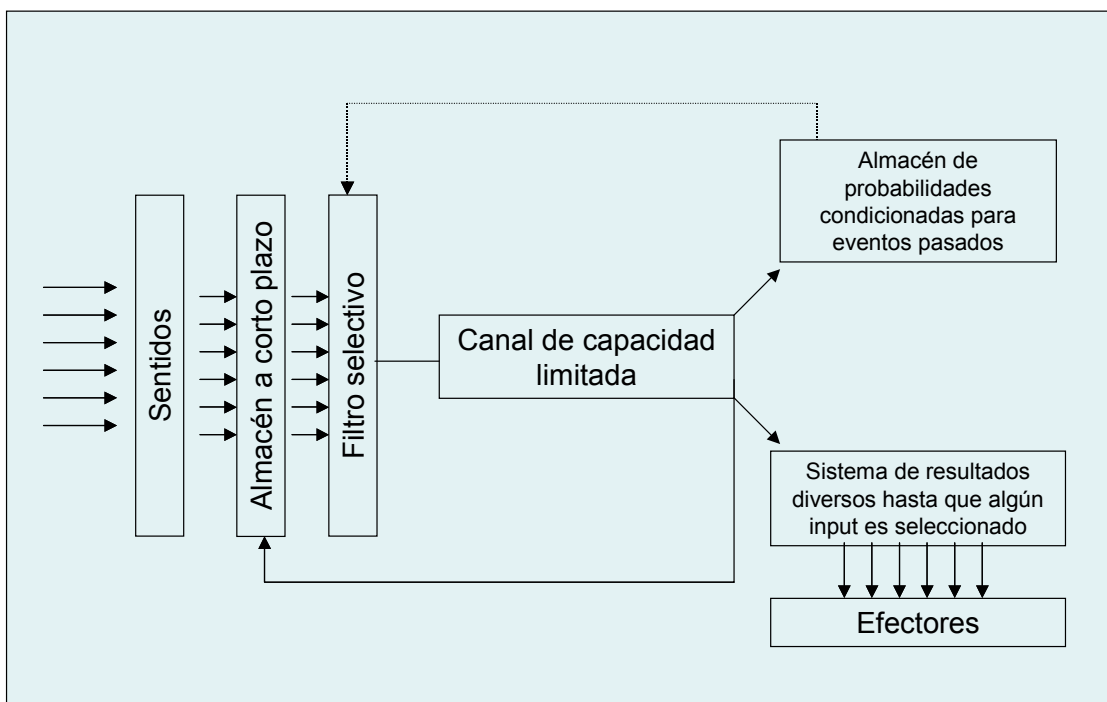 Sentidos
Almacén a corto plazo
Filtro selectivo
Canal de capacidad
limitada
Almacén de
probabilidades
condicionadas para
eventos pasados
Sistema de resultados
diversos hasta que algún
input es seleccionado
Efectores